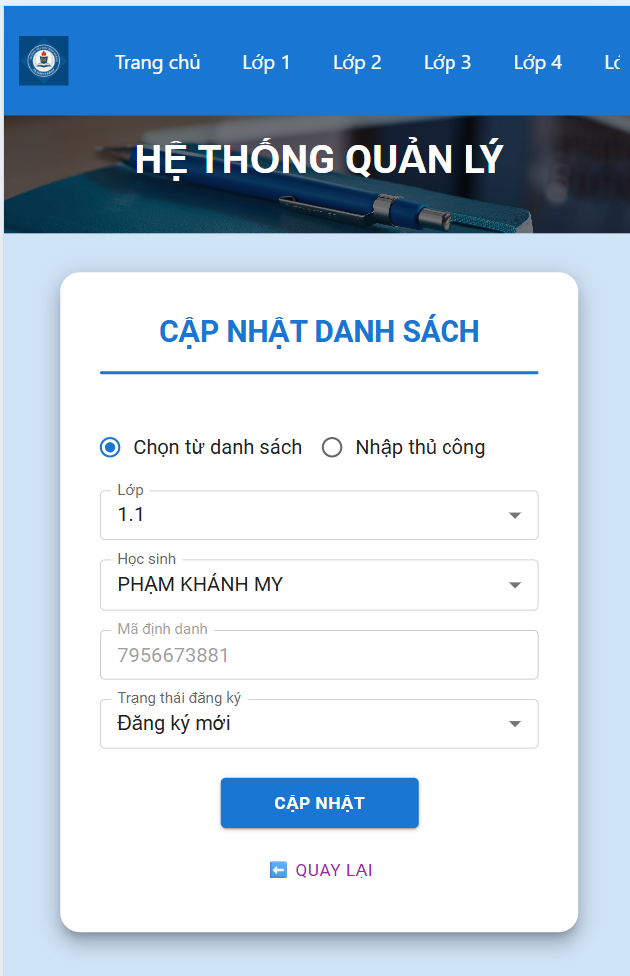 Trang chủ Lớp 1 Lớp 2 Lớp 3 Lớp 4
HỆ THỐNG QUẢN LÝ
CẬP NHẬT DANH SÁCH
Chọn từ danh sách Nhập thủ công
Lớp
1.1
Học sinh
PHẠM KHÁNH MY
Mã định danh
7956673881
Trạng thái đăng ký
Đăng ký mới
CẬP NHẬT
QUAY LẠI